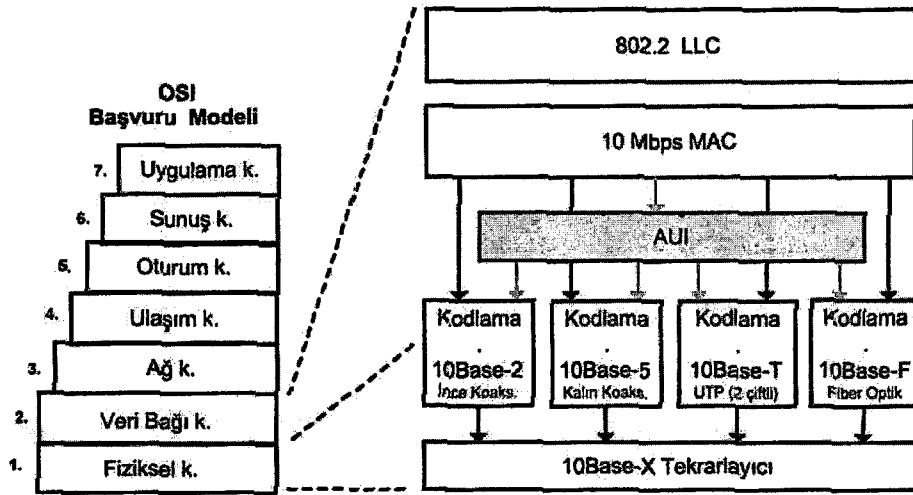 OSI
Başvuru Modeli
7. Uygulama k.
6. Sunuş k.
5. Oturum k.
4. Ulaşım k.
3. Ağ k.
2. Veri Bağı k.
1. Fiziksel k.
802.2 LLC
10 Mbps MAC
AUI
Kodlama
.
10Base-2
İnce Koaks.
Kodlama
.
10Base-5
Kalın Koaks.
Kodlama
.
10Base-T
UTP (2 çiftli)
Kodlama
.
10Base-F
Fiber Optik
10Base-X Tekrarlayıcı